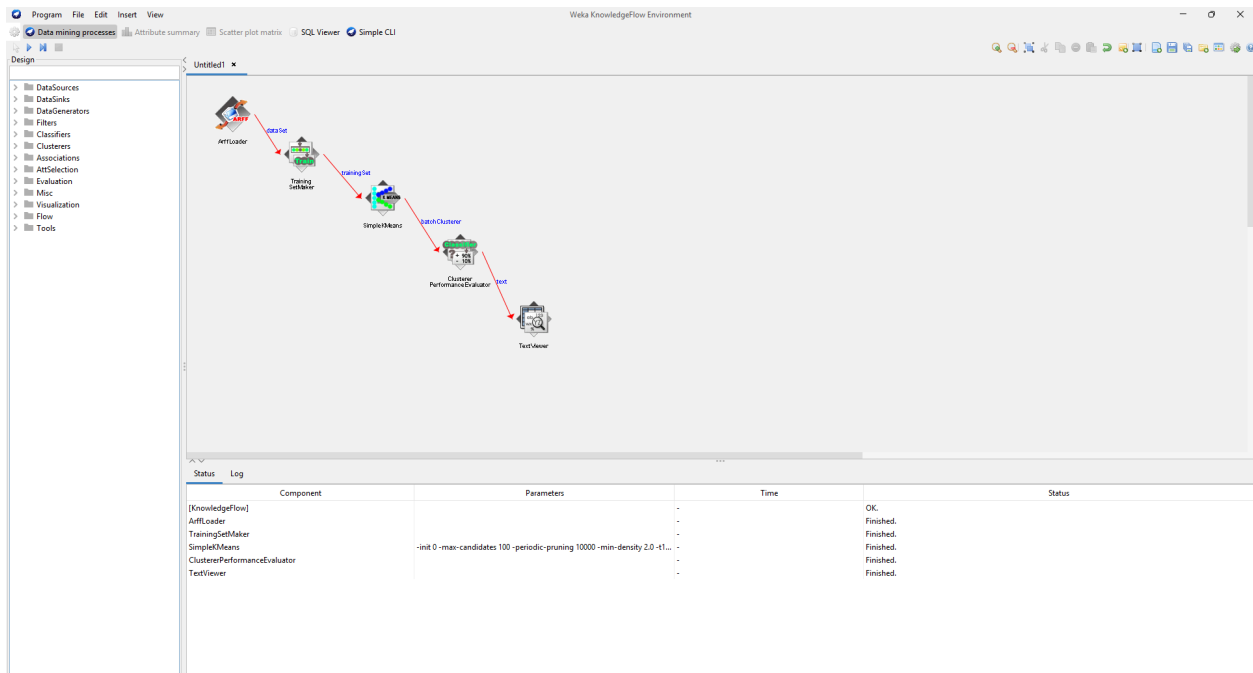 Program File Edit Insert View Weka KnowledgeFlow Environment
Data mining processes Attribute summary Scatter plot matrix SQL Viewer Simple CLI
Design
Untitled1
DataSources
DataSinks
DataGenerators
Filters
Classifiers
Clusterers
Associations
AttSelection
Evaluation
Misc
Visualization
Flow
Tools
ARFF
ArffLoader
dataSet
Training
SetMaker
trainingSet
K MEANS
SimpleKMeans
batchClusterer
+ 90%
- 10%
Clusterer
PerformanceEvaluator
text
TextViewer
Status Log
Component Parameters Time Status
[KnowledgeFlow] - OK.
ArffLoader - Finished.
TrainingSetMaker - Finished.
SimpleKMeans -init 0 -max-candidates 100 -periodic-pruning 10000 -min-density 2.0 -t1... - Finished.
ClustererPerformanceEvaluator - Finished.
TextViewer - Finished.